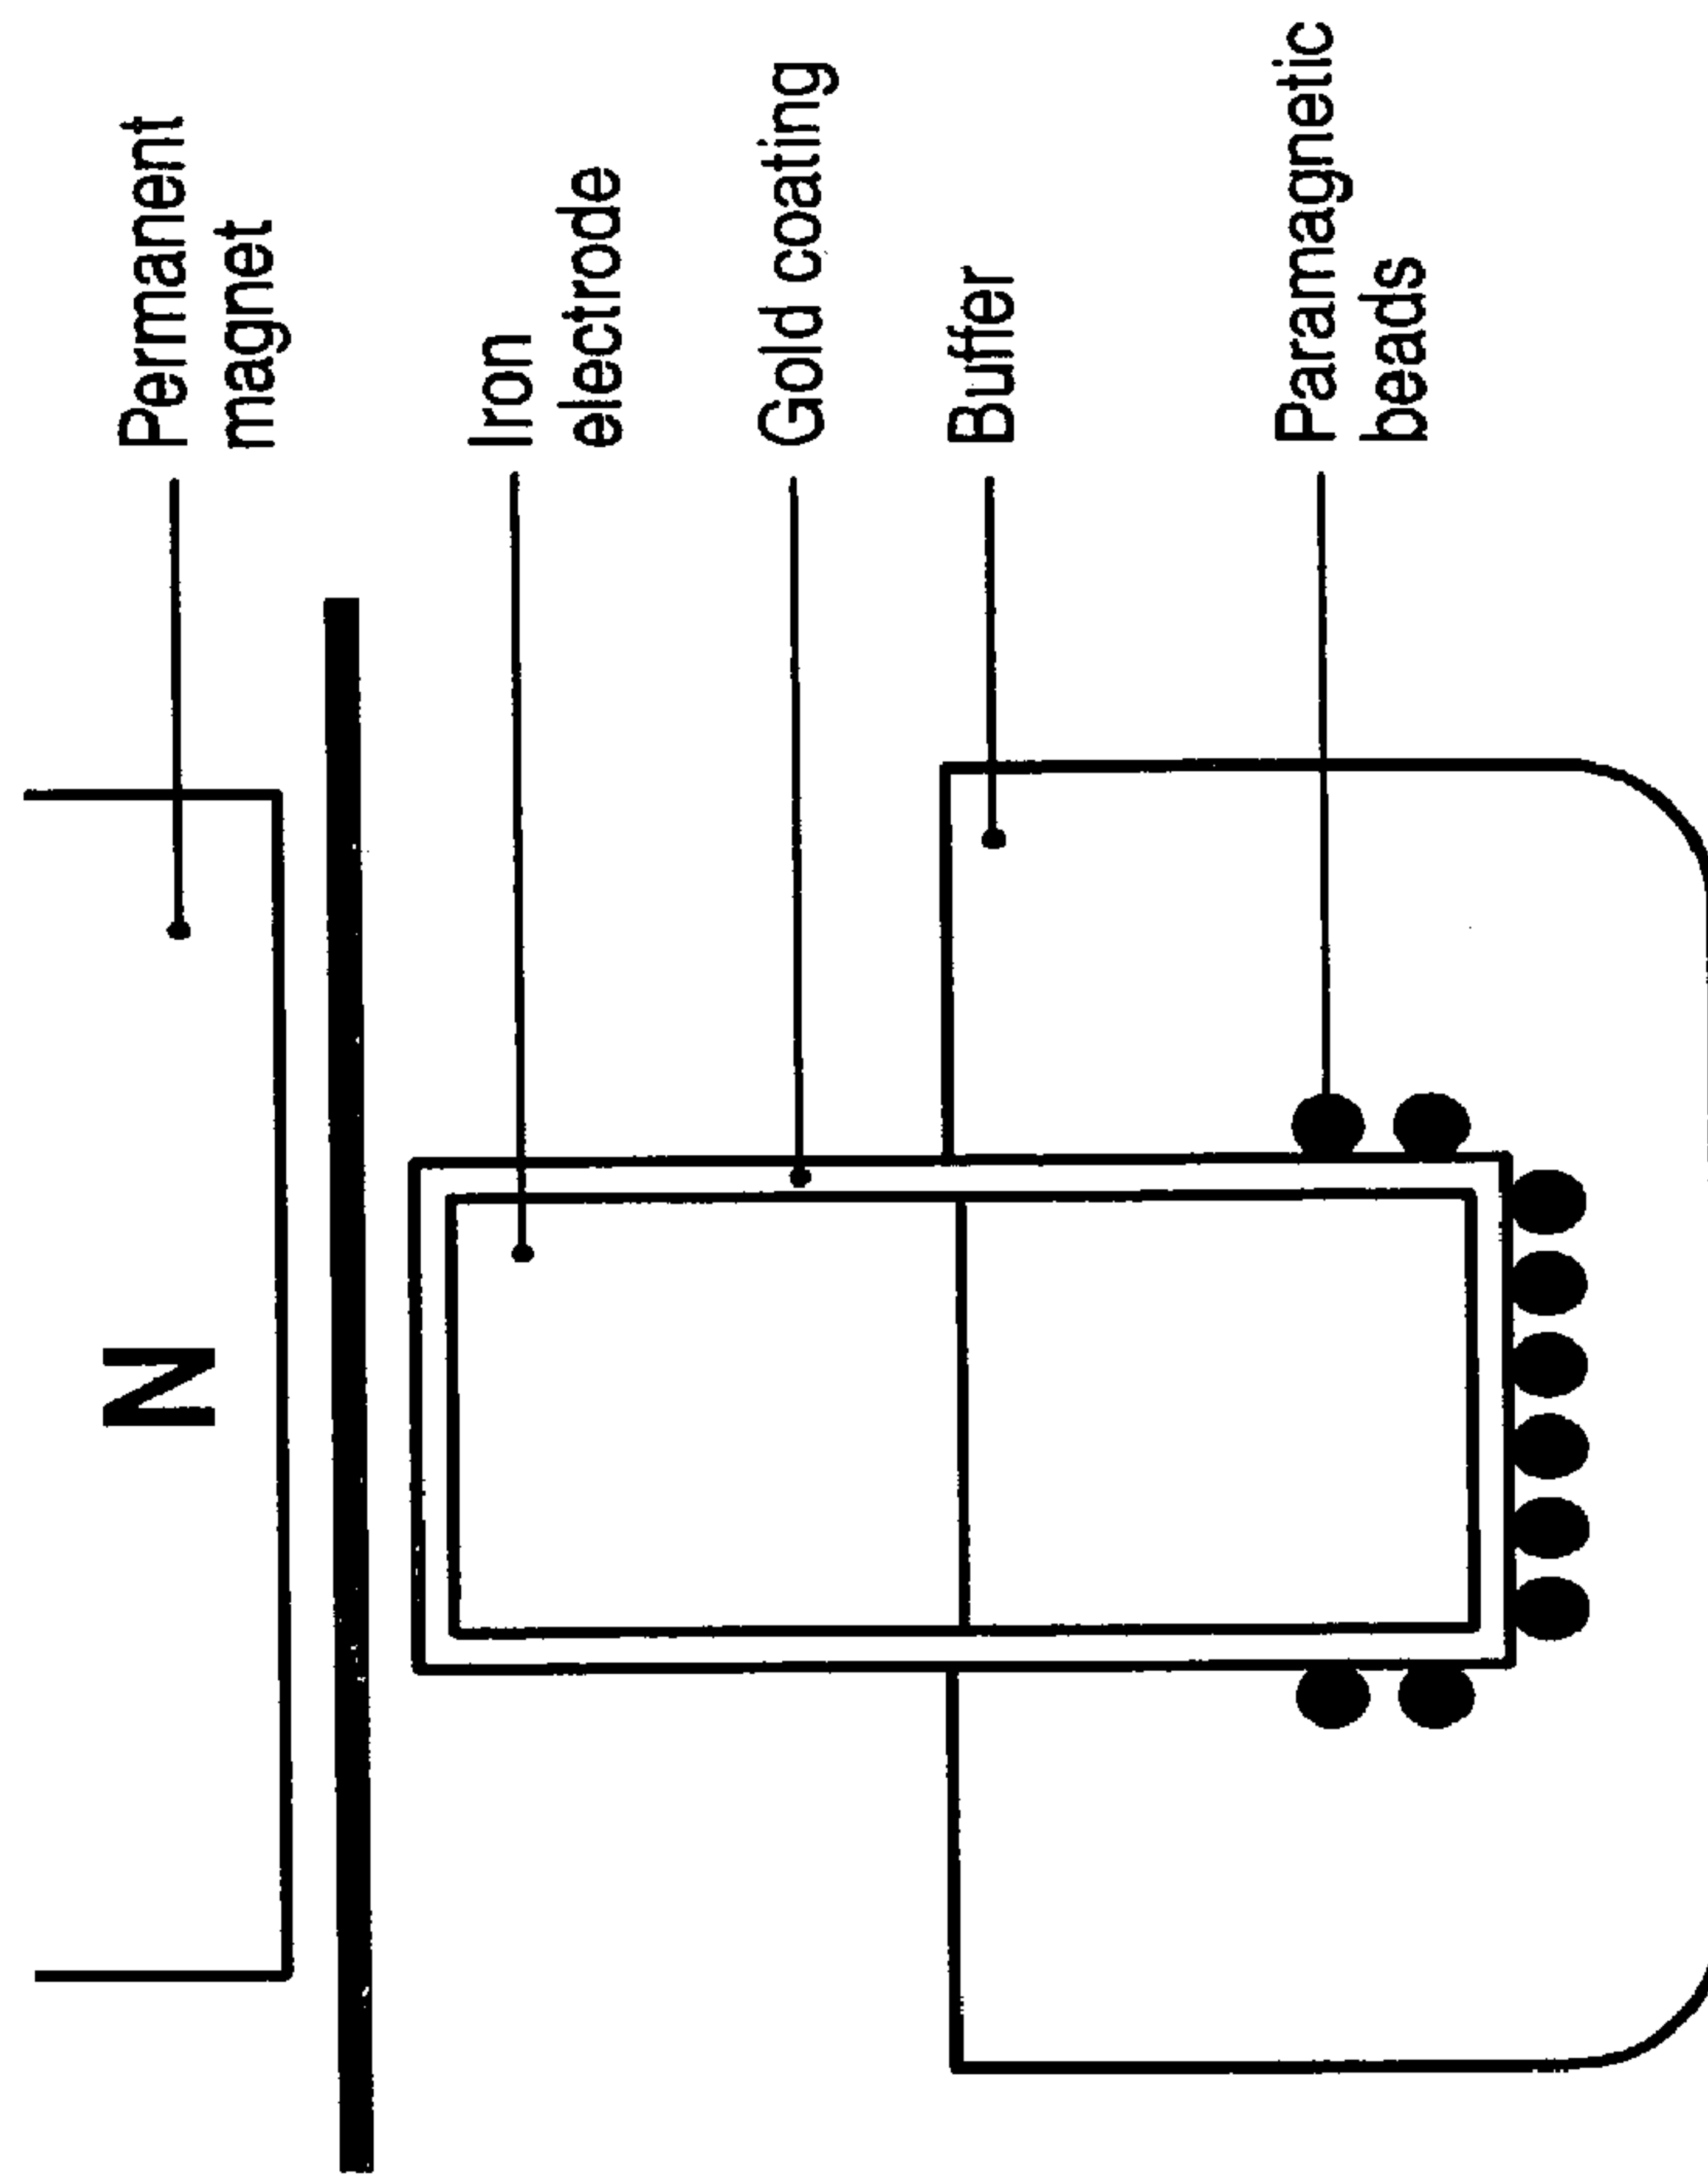 Permanent
magnet
Iron
electrode
Gold coating
Buffer
Paramagnetic
beads
N